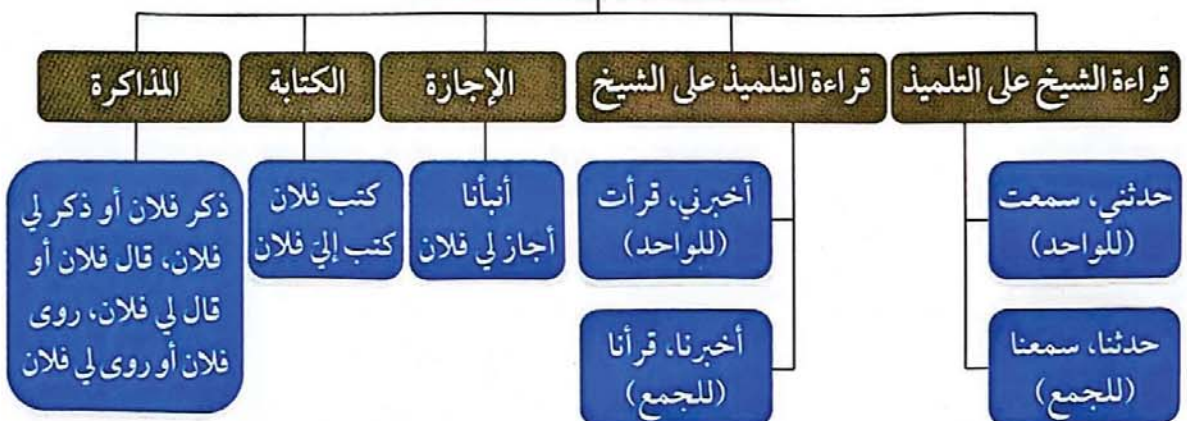 قراءة الشيخ على التلميذ
قراءة التلميذ على الشيخ
الإجازة
الكتابة
المذاكرة
حدثني، سمعت
(للواحد)
حدثنا، سمعنا
(للجمع)
أخبرني، قرأت
(للواحد)
أخبرنا، قرأنا
(للجمع)
أنبأنا
أجاز لي فلان
كتب فلان
كتب إليّ فلان
ذكر فلان أو ذكر لي
فلان، قال فلان أو
قال لي فلان، روى
فلان أو روى لي فلان